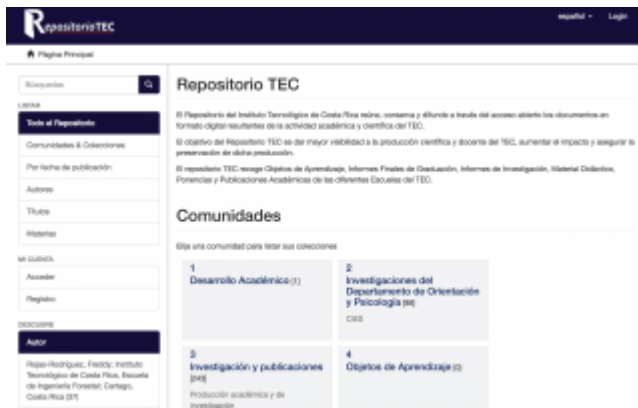 RepositorioTEC
español
Login
Página Principal
Búsquedas
LISTAR
Todo el Repositorio
Comunidades & Colecciones
Por fecha de publicación
Autores
Títulos
Materias
MI CUENTA
Acceder
Registro
DESCUBRE
Autor
Rojas-Rodríguez, Freddy; Instituto
Tecnológico de Costa Rica, Escuela
de Ingeniería Forestal; Cartago,
Costa Rica [37]
Repositorio TEC
El Repositorio del Instituto Tecnológico de Costa Rica reúne, conserva y difunde a través del acceso abierto los documentos en
formato digital resultantes de la actividad académica y científica del TEC.
El objetivo del Repositorio TEC es dar mayor visibilidad a la producción científica y docente del TEC, aumentar el impacto y asegurar la
preservación de dicha producción.
El repositorio TEC recoge Objetos de Aprendizaje, Informes Finales de Graduación, Informes de Investigación, Material Didáctico,
Ponencias y Publicaciones Académicas de las diferentes Escuelas del TEC.
Comunidades
Elija una comunidad para listar sus colecciones
1
Desarrollo Académico [1]
2
Investigaciones del
Departamento de Orientación
y Psicología
3
Investigación y publicaciones
4
Objetos de Aprendizaje [0]
Producción académica y de
investigación